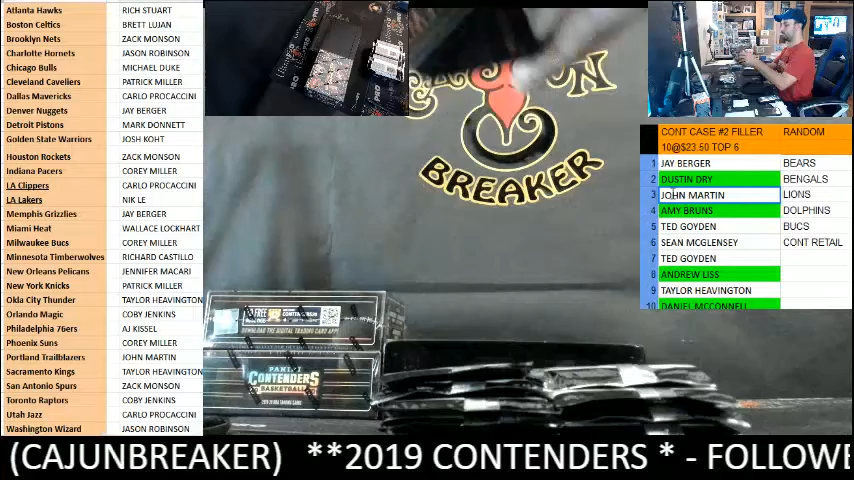 Atlanta Hawks RICH STUART
Boston Celtics BRETT LUJAN
Brooklyn Nets ZACK MONSON
Charlotte Hornets JASON ROBINSON
Chicago Bulls MICHAEL DUKE
Cleveland Cavaliers PATRICK MILLER
Dallas Mavericks CARLO PROCACCINI
Denver Nuggets JAY BERGER
Detroit Pistons MARK DONNETT
Golden State Warriors JOSH KOHT
Houston Rockets ZACK MONSON
Indiana Pacers COREY MILLER
LA Clippers CARLO PROCACCINI
LA Lakers NIK LE
Memphis Grizzlies JAY BERGER
Miami Heat WALLACE LOCKHART
Milwaukee Bucs COREY MILLER
Minnesota Timberwolves RICHARD CASTILLO
New Orleans Pelicans JENNIFER MACARI
New York Knicks PATRICK MILLER
Okla City Thunder TAYLOR HEAVINGTON
Orlando Magic COBY JENKINS
Philadelphia 76ers AJ KISSEL
Phoenix Suns COREY MILLER
Portland Trailblazers JOHN MARTIN
Sacramento Kings TAYLOR HEAVINGTON
San Antonio Spurs ZACK MONSON
Toronto Raptors COBY JENKINS
Utah Jazz CARLO PROCACCINI
Washington Wizard JASON ROBINSON
BREAKER
FREE
DOWNLOAD THE DIGITAL TRADING CARD APP!
PANINI
CONTENDERS
BASKETBALL
CONT CASE #2 FILLER RANDOM
10@$23.50 TOP 6
1 JAY BERGER BEARS
2 DUSTIN DRY BENGALS
3 JOHN MARTIN LIONS
4 AMY BRUNS DOLPHINS
5 TED GOYDEN BUCS
6 SEAN MCGLENSEY CONT RETAIL
7 TED GOYDEN
8 ANDREW LISS
9 TAYLOR HEAVINGTON
10 DANIEL MCCONNELL
(CAJUNBREAKER) **2019 CONTENDERS * - FOLLOWE